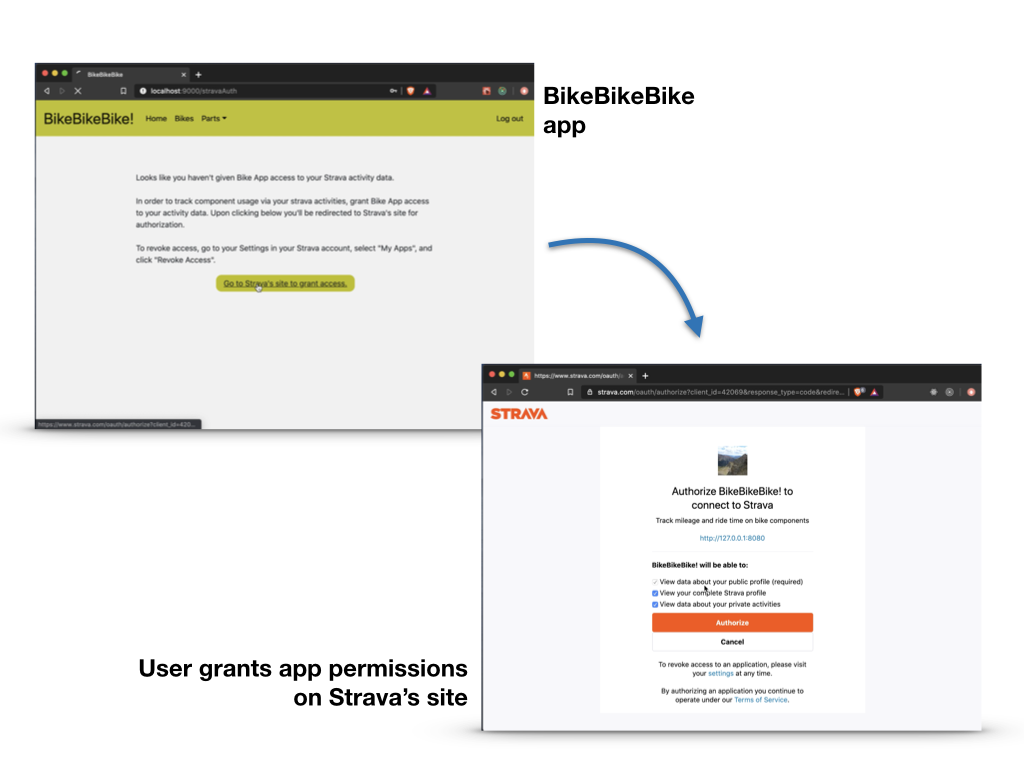 BikeBikeBike
localhost:9000/stravaAuth
BikeBikeBike! Home Bikes Parts Log out
Looks like you haven't given Bike App access to your Strava activity data.
In order to track component usage via your strava activities, grant Bike App access
to your activity data. Upon clicking below you'll be redirected to Strava's site for
authorization.
To revoke access, go to your Settings in your Strava account, select "My Apps", and
click "Revoke Access".
Go to Strava's site to grant access.
https://www.strava.com/oauth/authorize?client_id=420...
BikeBikeBike
app
https://www.strava.com/oauth/
strava.com/oauth/authorize?client_id=42069&response_type=code&redire...
STRAVA
Authorize BikeBikeBike! to
connect to Strava
Track mileage and ride time on bike components
http://127.0.0.1:8080
BikeBikeBike! will be able to:
View data about your public profile (required)
View your complete Strava profile
View data about your private activities
Authorize
Cancel
To revoke access to an application, please visit
your settings at any time.
By authorizing an application you continue to
operate under our Terms of Service.
User grants app permissions
on Strava's site